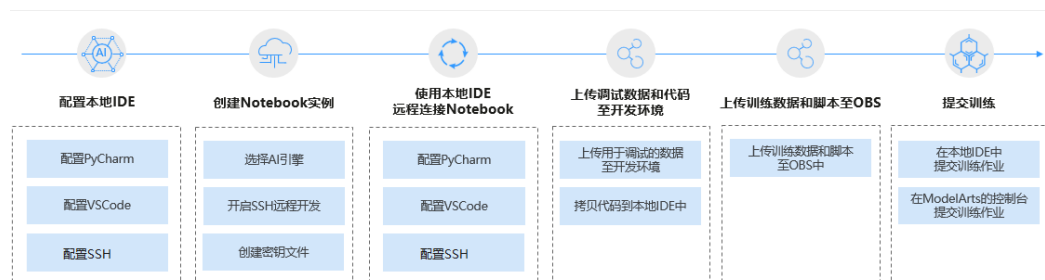 AI
配置本地IDE
创建Notebook实例
使用本地IDE
远程连接Notebook
上传调试数据和代码
至开发环境
上传训练数据和脚本至OBS
提交训练
配置PyCharm
配置VSCode
配置SSH
选择AI引擎
开启SSH远程开发
创建密钥文件
配置PyCharm
配置VSCode
配置SSH
上传用于调试的数据
至开发环境
拷贝代码到本地IDE中
上传训练数据和脚本
至OBS中
在本地IDE中
提交训练作业
在ModelArts的控制台
提交训练作业